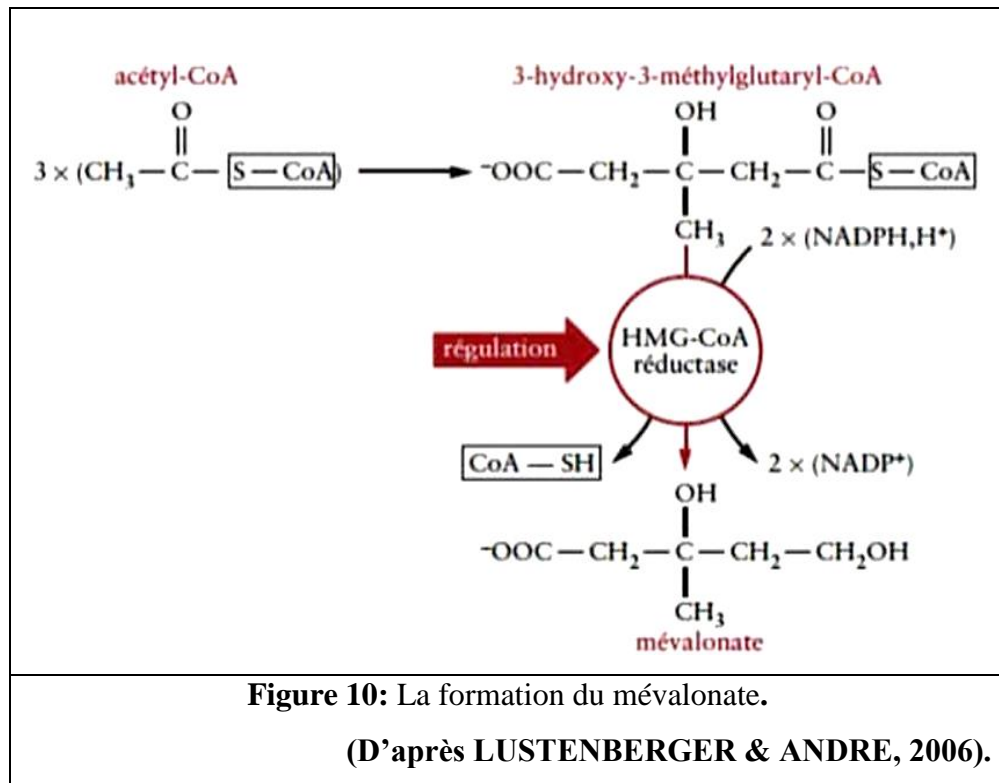 acétyl-CoA
3-hydroxy-3-méthylglutaryl-CoA
O
3 × (CH₃—C—S—CoA)
OH O
⁻OOC—CH₂—C—CH₂—C—S—CoA
CH₃
2 × (NADPH,H⁺)
régulation
HMG-CoA
réductase
CoA—SH
2 × (NADP⁺)
OH
⁻OOC—CH₂—C—CH₂—CH₂OH
CH₃
mévalonate
Figure 10: La formation du mévalonate.
(D’après LUSTENBERGER & ANDRE, 2006).